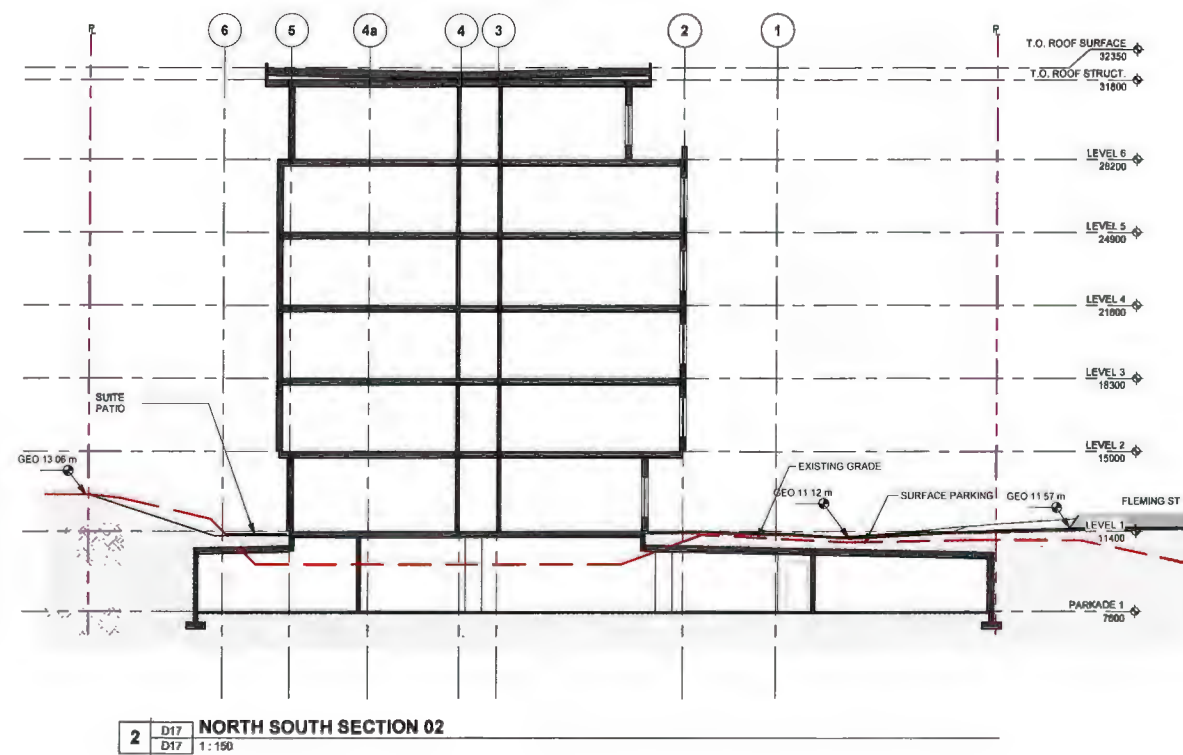 6 5 4a 4 3 2 1
T.O. ROOF SURFACE
32350
T.O. ROOF STRUCT.
31800
LEVEL 6
28200
LEVEL 5
24900
LEVEL 4
21600
LEVEL 3
18300
SUITE
PATIO
LEVEL 2
15000
GEO 13 06 m
EXISTING GRADE
GEO 11 12 m
SURFACE PARKING
GEO 11 57 m
FLEMING ST
LEVEL 1
11400
PARKADE 1
2 D17 NORTH SOUTH SECTION 02
D17 1 : 150